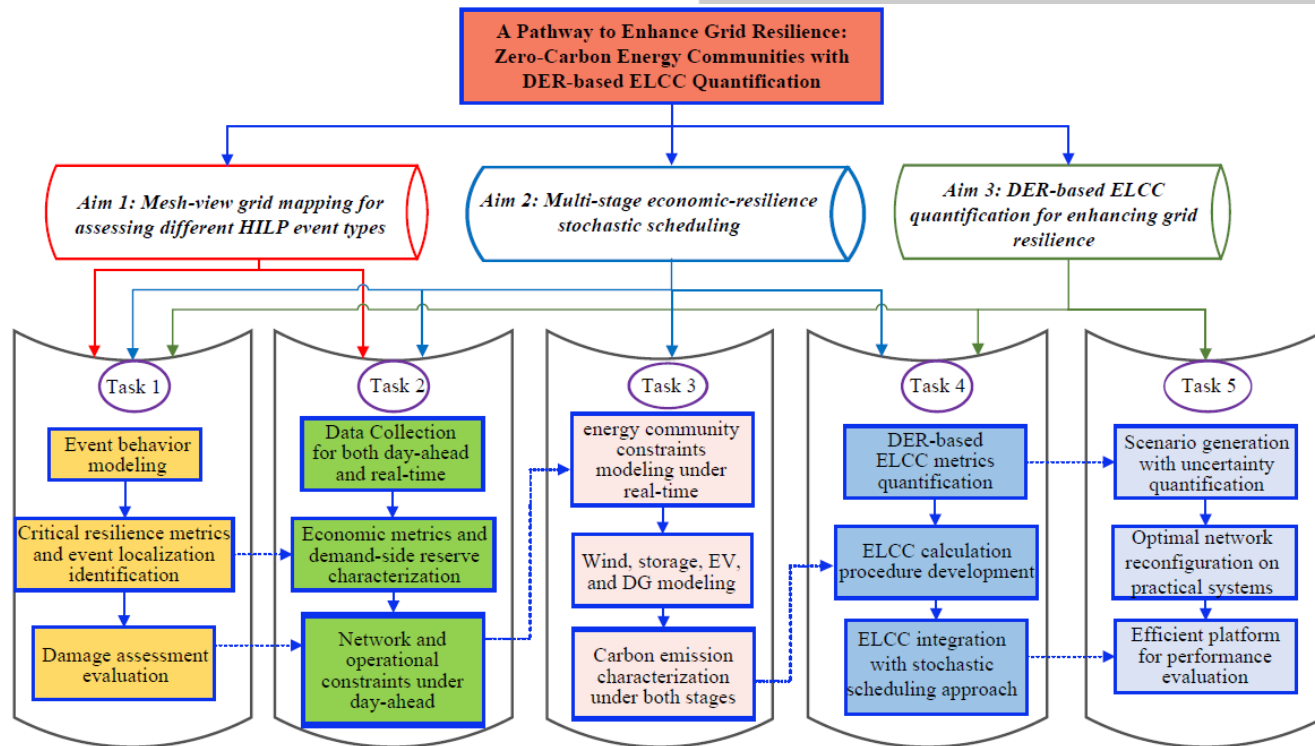 A Pathway to Enhance Grid Resilience:
Zero-Carbon Energy Communities with
DER-based ELCC Quantification
Aim 1: Mesh-view grid mapping for
assessing different HILP event types
Aim 2: Multi-stage economic-resilience
stochastic scheduling
Aim 3: DER-based ELCC
quantification for enhancing grid
resilience
Task 1
Event behavior
modeling
Critical resilience metrics
and event localization
identification
Damage assessment
evaluation
Task 2
Data Collection
for both day-ahead
and real-time
Economic metrics and
demand-side reserve
characterization
Network and
operational
constraints under
day-ahead
Task 3
energy community
constraints
modeling under
real-time
Wind, storage, EV,
and DG modeling
Carbon emission
characterization
under both stages
Task 4
DER-based
ELCC metrics
quantification
ELCC calculation
procedure development
ELCC integration
with stochastic
scheduling approach
Task 5
Scenario generation
with uncertainty
quantification
Optimal network
reconfiguration on
practical systems
Efficient platform
for performance
evaluation